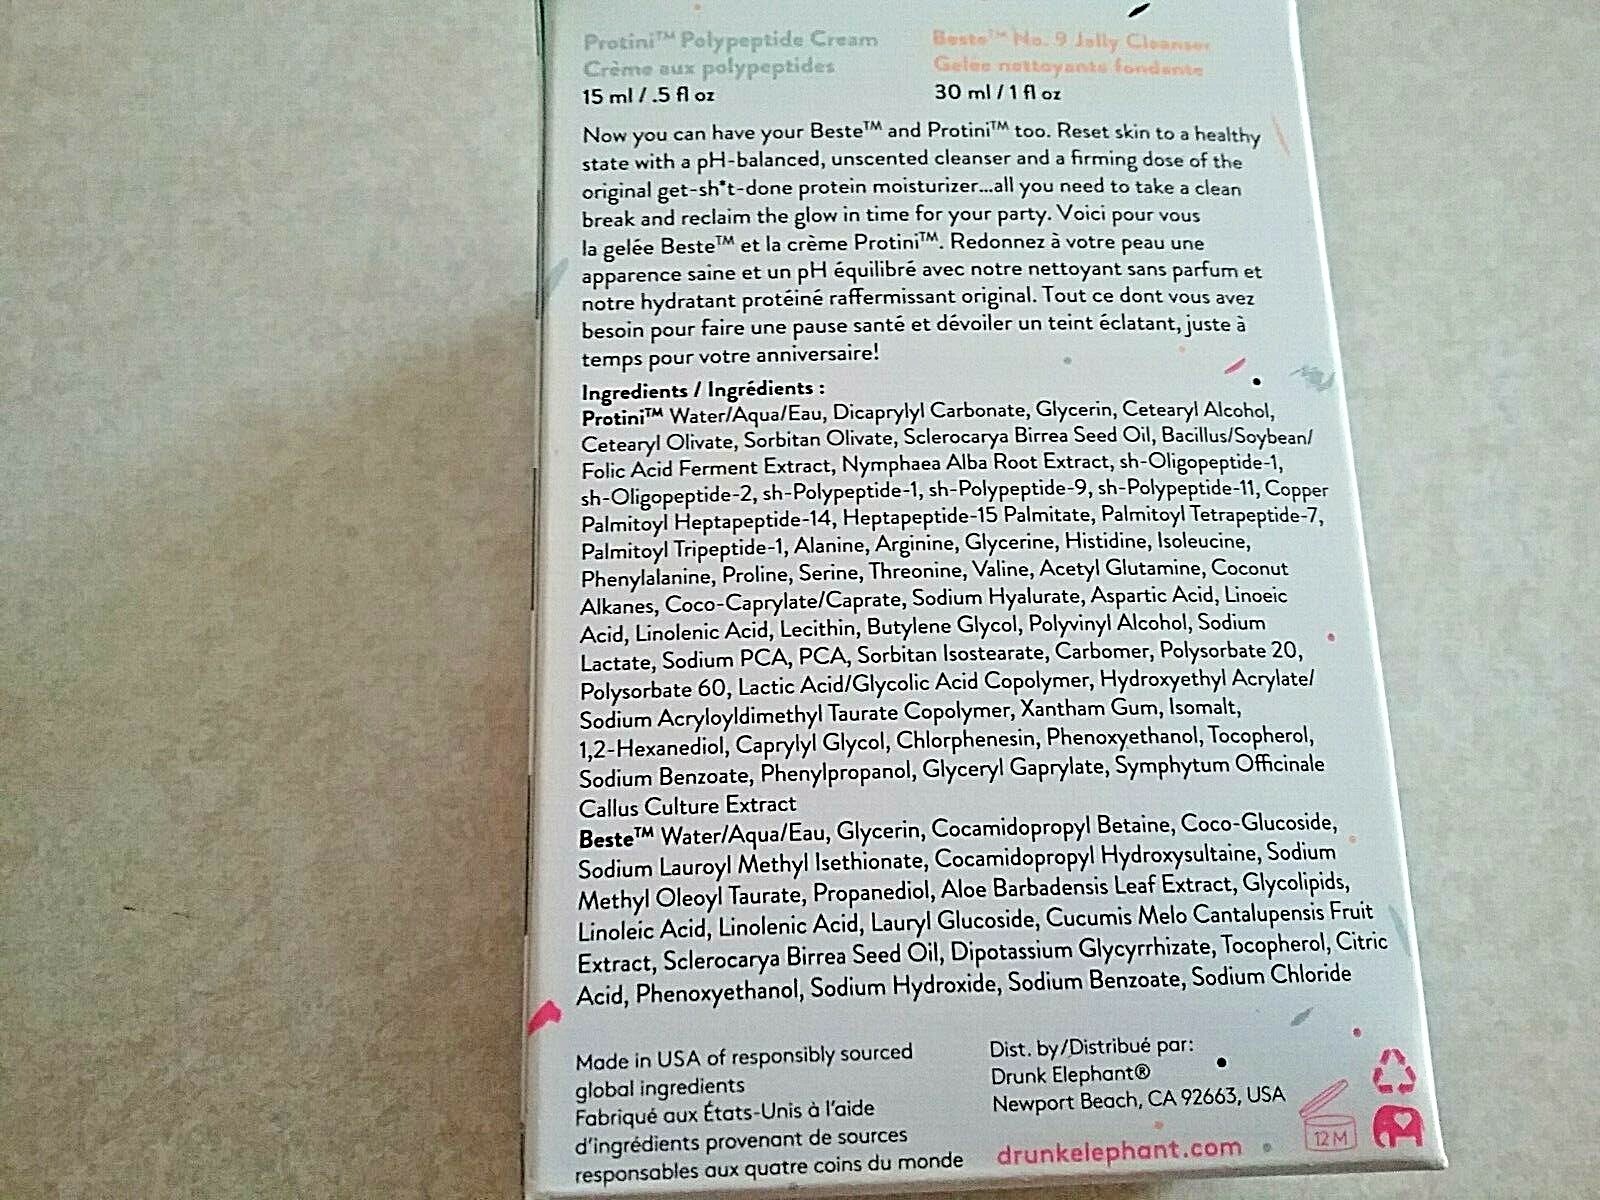 Protini™ Polypeptide Cream
Crème aux polypeptides
15 ml / .5 fl oz
Beste™ No. 9 Jelly Cleanser
Gelée nettoyante fondante
30 ml / 1 fl oz
Now you can have your Beste™ and Protini™ too. Reset skin to a healthy
state with a pH-balanced, unscented cleanser and a firming dose of the
original get-sh*t-done protein moisturizer...all you need to take a clean
break and reclaim the glow in time for your party. Voici pour vous
la gelée Beste™ et la crème Protini™. Redonnez à votre peau une
apparence saine et un pH équilibré avec notre nettoyant sans parfum et
notre hydratant protéiné raffermissant original. Tout ce dont vous avez
besoin pour faire une pause santé et dévoiler un teint éclatant, juste à
temps pour votre anniversaire!
Ingredients / Ingrédients :
Protini™ Water/Aqua/Eau, Dicaprylyl Carbonate, Glycerin, Cetearyl Alcohol,
Cetearyl Olivate, Sorbitan Olivate, Sclerocarya Birrea Seed Oil, Bacillus/Soybean/
Folic Acid Ferment Extract, Nymphaea Alba Root Extract, sh-Oligopeptide-1,
sh-Oligopeptide-2, sh-Polypeptide-1, sh-Polypeptide-9, sh-Polypeptide-11, Copper
Palmitoyl Heptapeptide-14, Heptapeptide-15 Palmitate, Palmitoyl Tetrapeptide-7,
Palmitoyl Tripeptide-1, Alanine, Arginine, Glycerine, Histidine, Isoleucine,
Phenylalanine, Proline, Serine, Threonine, Valine, Acetyl Glutamine, Coconut
Alkanes, Coco-Caprylate/Caprate, Sodium Hyalurate, Aspartic Acid, Linoeic
Acid, Linolenic Acid, Lecithin, Butylene Glycol, Polyvinyl Alcohol, Sodium
Lactate, Sodium PCA, PCA, Sorbitan Isostearate, Carbomer, Polysorbate 20,
Polysorbate 60, Lactic Acid/Glycolic Acid Copolymer, Hydroxyethyl Acrylate/
Sodium Acryloyldimethyl Taurate Copolymer, Xantham Gum, Isomalt,
1,2-Hexanediol, Caprylyl Glycol, Chlorphenesin, Phenoxyethanol, Tocopherol,
Sodium Benzoate, Phenylpropanol, Glyceryl Gaprylate, Symphytum Officinale
Callus Culture Extract
Beste™ Water/Aqua/Eau, Glycerin, Cocamidopropyl Betaine, Coco-Glucoside,
Sodium Lauroyl Methyl Isethionate, Cocamidopropyl Hydroxysultaine, Sodium
Methyl Oleoyl Taurate, Propanediol, Aloe Barbadensis Leaf Extract, Glycolipids,
Linoleic Acid, Linolenic Acid, Lauryl Glucoside, Cucumis Melo Cantalupensis Fruit
Extract, Sclerocarya Birrea Seed Oil, Dipotassium Glycyrrhizate, Tocopherol, Citric
Acid, Phenoxyethanol, Sodium Hydroxide, Sodium Benzoate, Sodium Chloride
Made in USA of responsibly sourced
global ingredients
Fabriqué aux États-Unis à l'aide
d'ingrédients provenant de sources
responsables aux quatre coins du monde
Dist. by/Distribué par:
Drunk Elephant®
Newport Beach, CA 92663, USA
drunkelephant.com
12 M